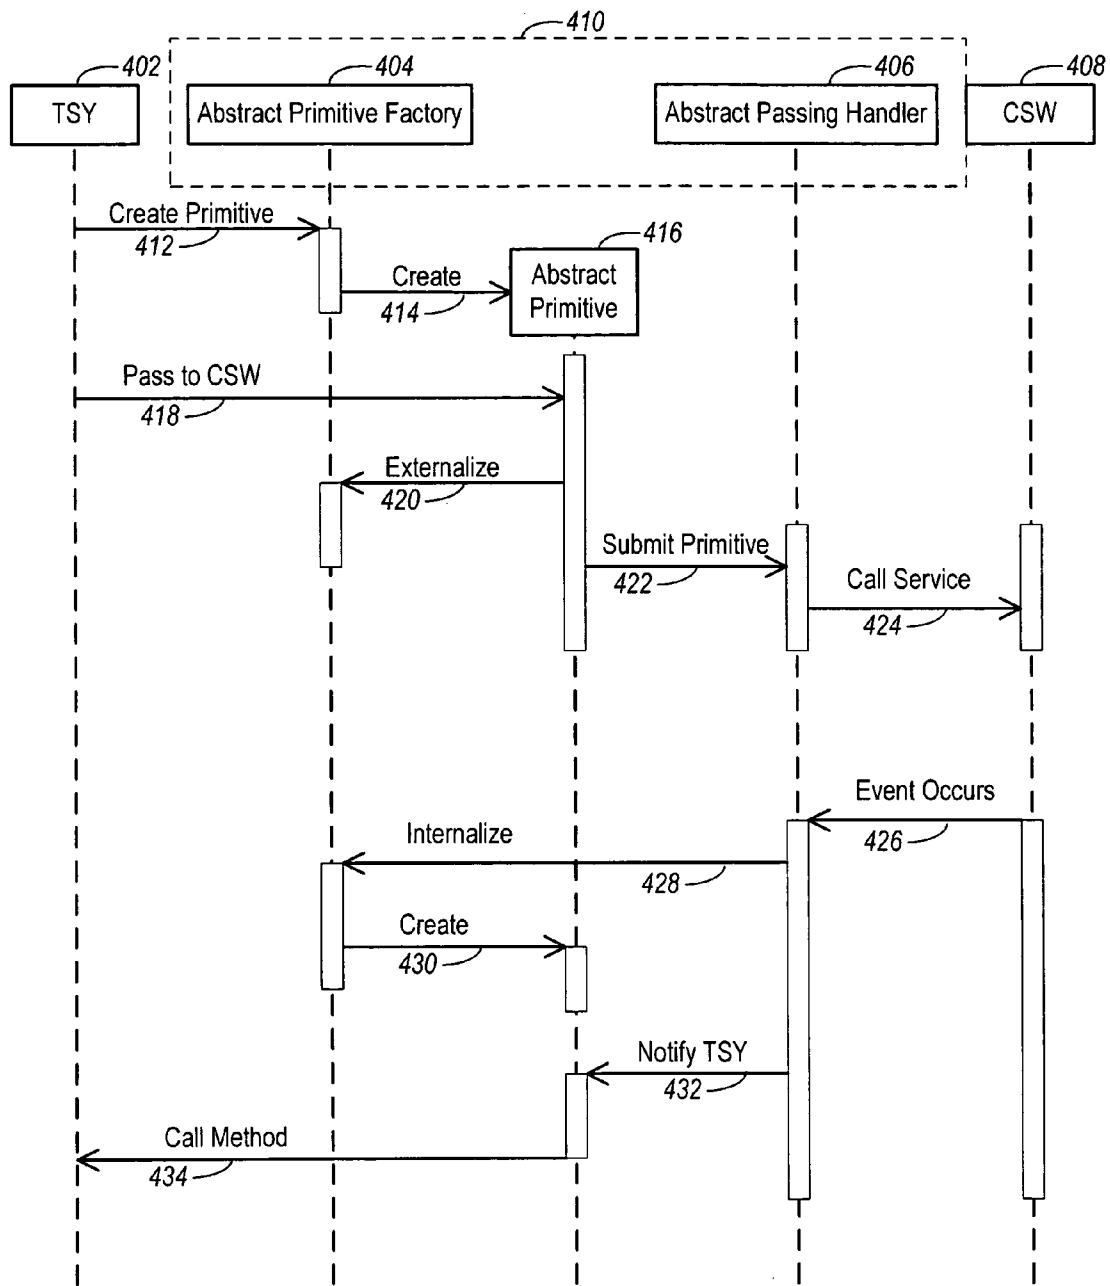 410
402
404
406
408
TSY
Abstract Primitive Factory
Abstract Passing Handler
CSW
Create Primitive
412
416
Create
414
Abstract
Primitive
Pass to CSW
418
Externalize
420
Submit Primitive
422
Call Service
424
Event Occurs
426
Internalize
428
Create
430
Notify TSY
432
Call Method
434